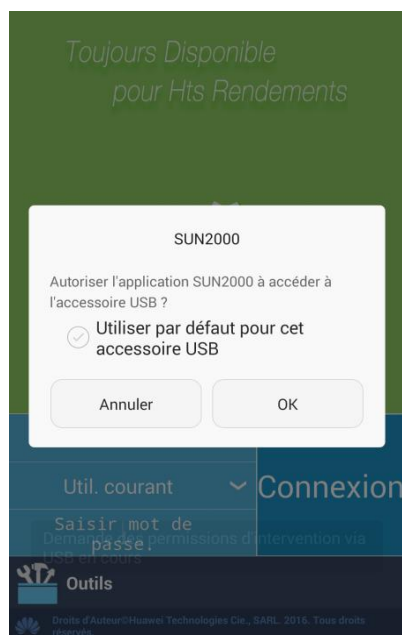 Toujours Disponible
pour Hts Rendements
SUN2000
Autoriser l'application SUN2000 à accéder à
l'accessoire USB ?
Utiliser par défaut pour cet
accessoire USB
Annuler
OK
Util. courant
Connexion
Saisir mot de
passe.
Demande des permissions d'intervention via
USB en cours
Outils
Droits d'Auteur©Huawei Technologies Cie., SARL. 2016. Tous droits
réservés.